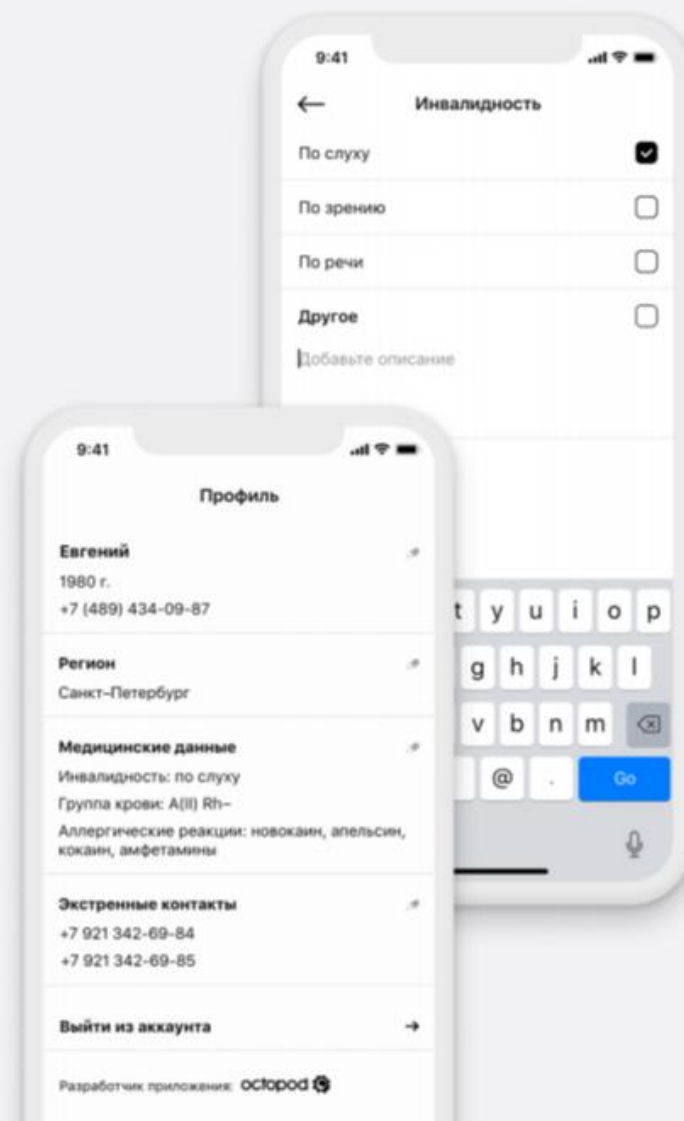 9:41
Инвалидность
По слуху
По зрению
По речи
Другое
Добавьте описание
t y u i o p
g h j k l
v b n m
@ . Go
9:41
Профиль
Евгений
1980 г.
+7 (489) 434-09-87
Регион
Санкт-Петербург
Медицинские данные
Инвалидность: по слуху
Группа крови: A(II) Rh-
Аллергические реакции: новокаин, апельсин,
кокаин, амфетамины
Экстренные контакты
+7 921 342-69-84
+7 921 342-69-85
Выйти из аккаунта
Разработчик приложения: octopod